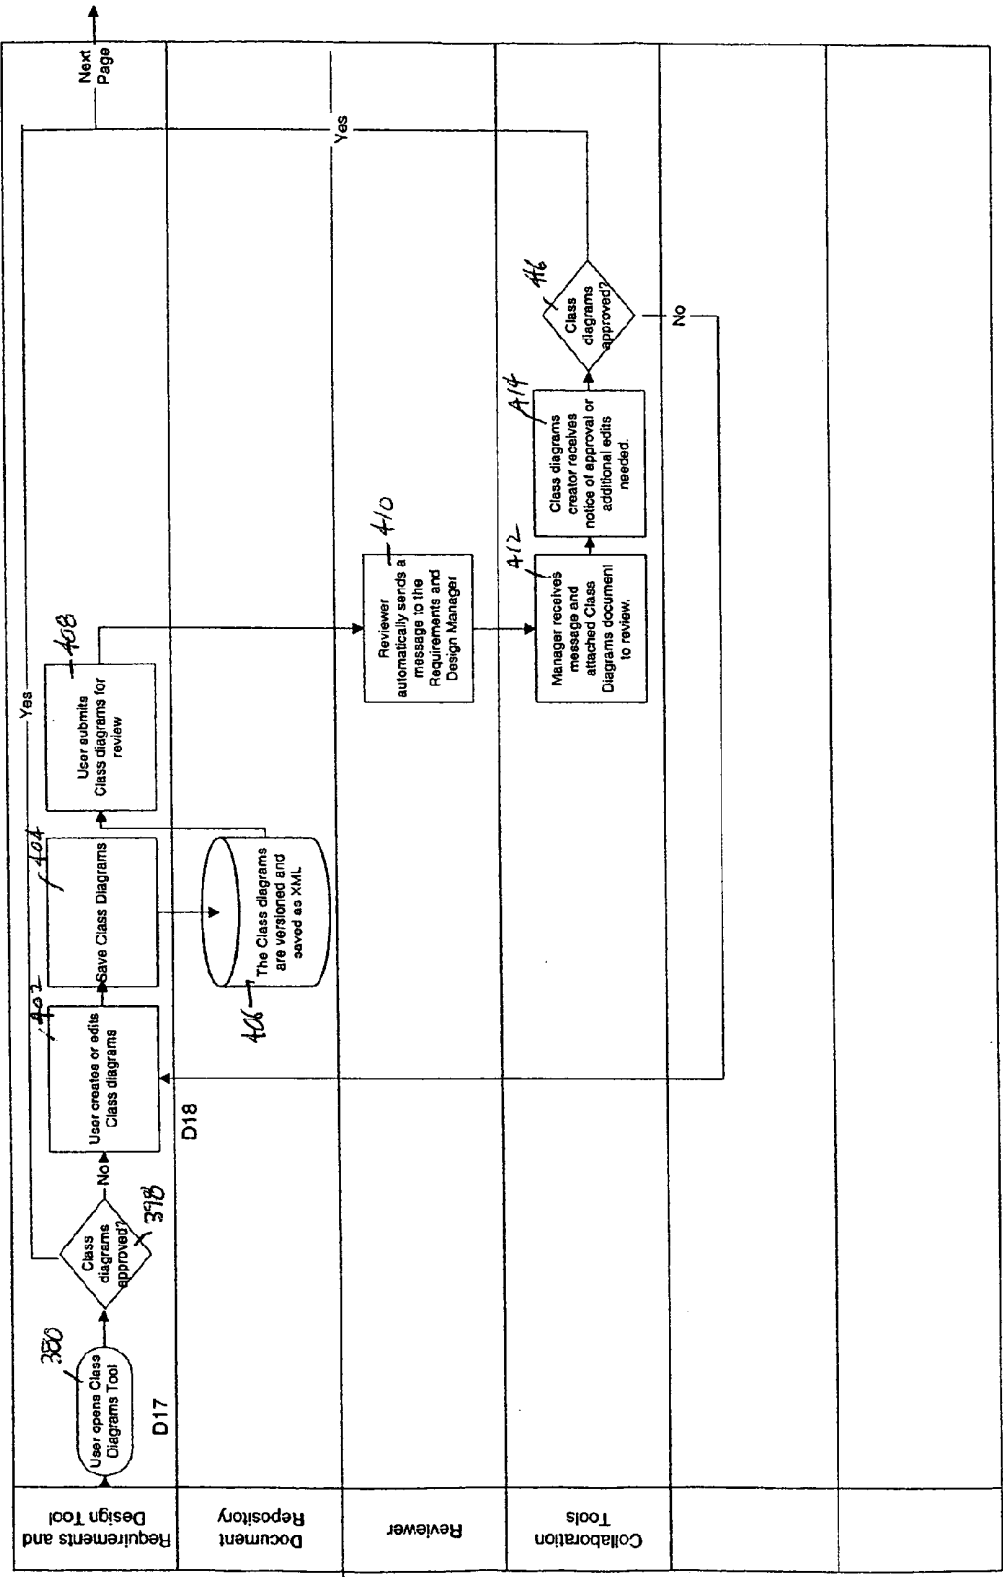 Requirements and
Design Tool
Document
Repository
Reviewer
Collaboration
Tools
User opens Class
Diagrams Tool
380
D17
Class
diagrams
approved?
398
Yes
No
User creates or edits
Class diagrams
402
D18
Save Class Diagrams
404
The Class diagrams
are versioned and
saved as XML
406
User submits
Class diagrams for
review
408
Reviewer
automatically sends a
message to the
Requirements and
Design Manager
410
Manager receives
message and
attached Class
Diagrams document
to review.
412
Class diagrams
creator receives
notice of approval or
additional edits
needed.
414
Class
diagrams
approved?
416
No
Yes
Next
Page